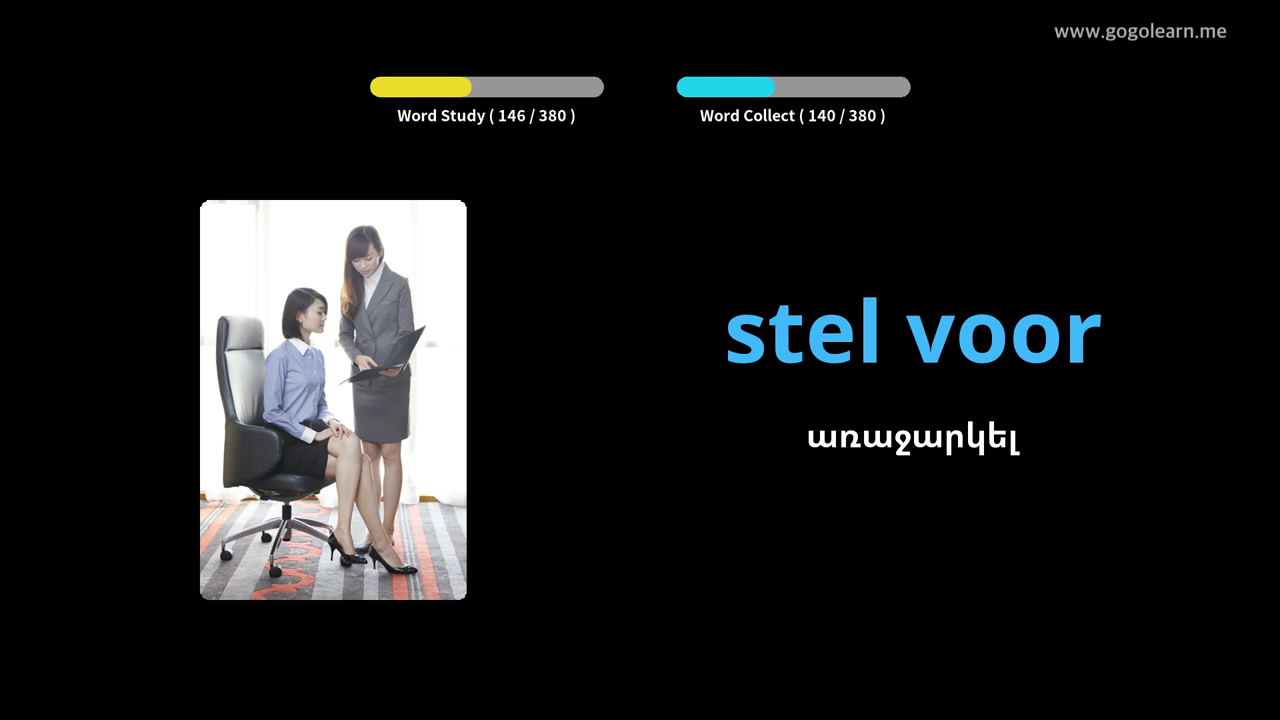 www.gogolearn.me
Word Study ( 146 / 380 )
Word Collect ( 140 / 380 )
stel voor
առաջարկել